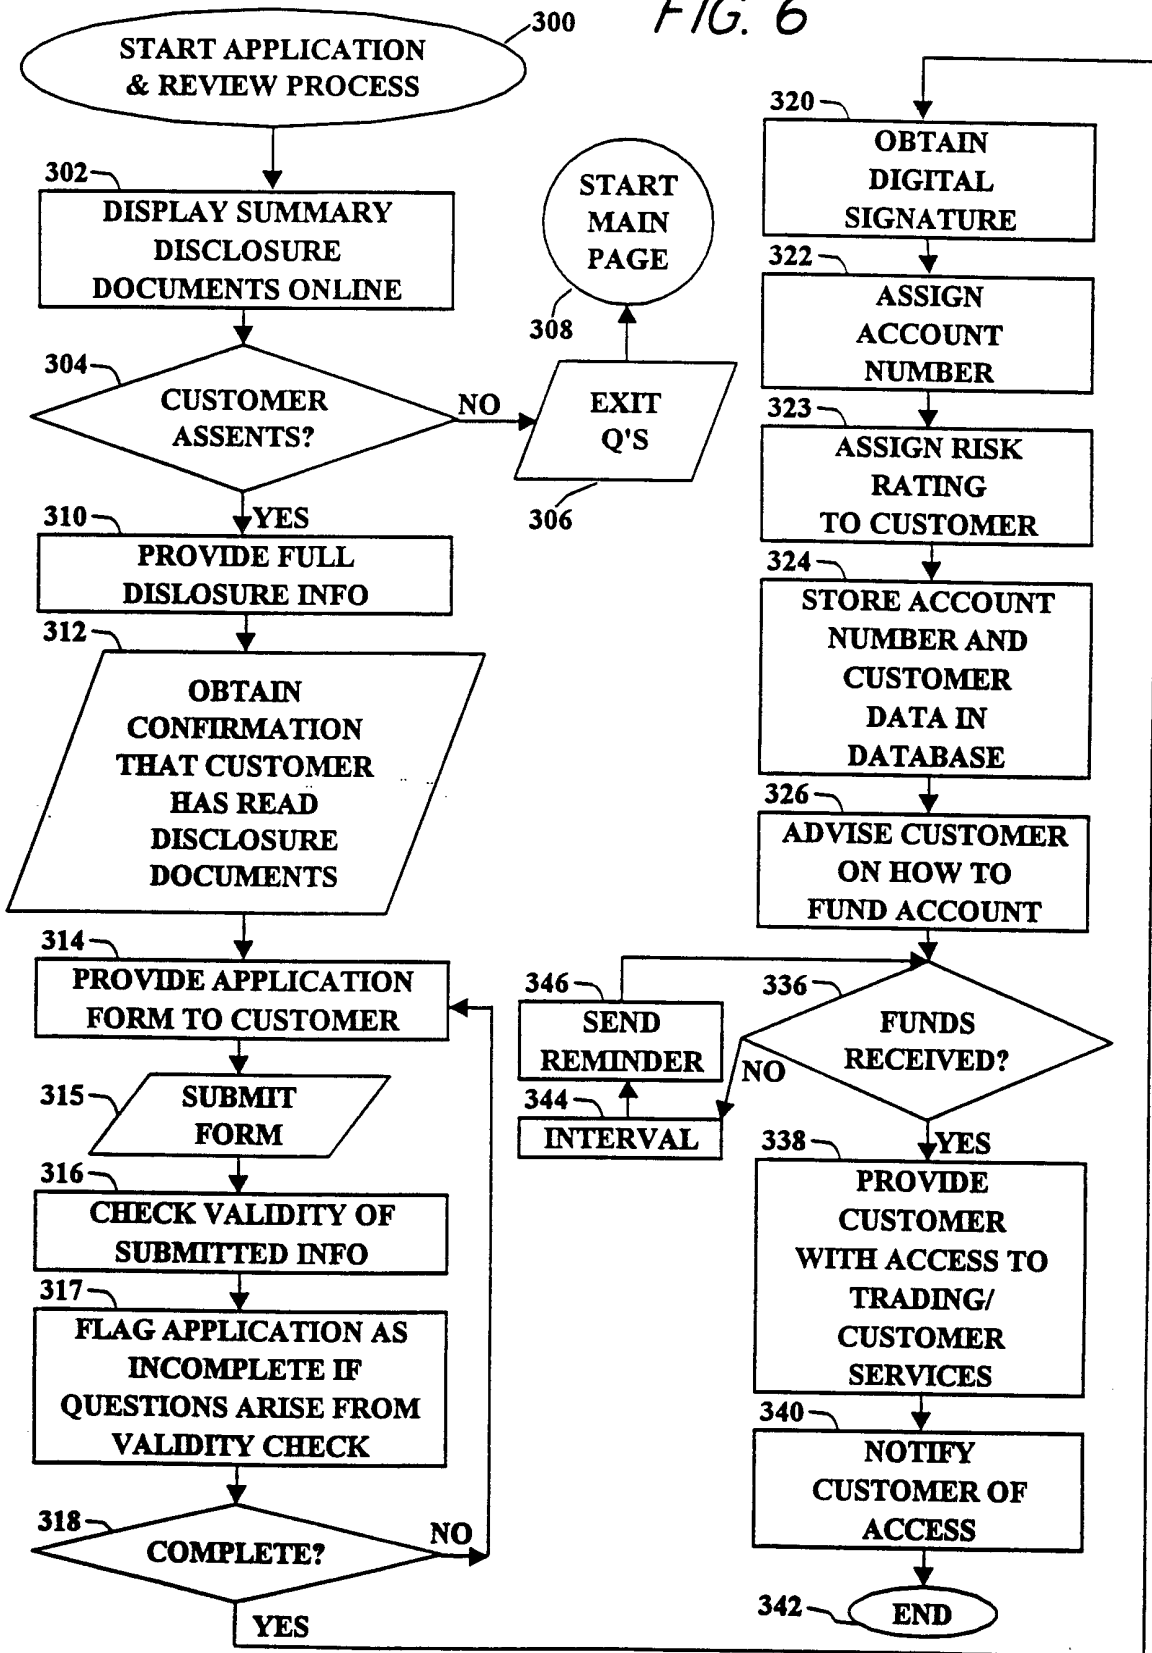 FIG. 6
300
START APPLICATION
& REVIEW PROCESS
302
DISPLAY SUMMARY
DISCLOSURE
DOCUMENTS ONLINE
304
CUSTOMER
ASSENTS?
NO
EXIT
Q'S
306
START
MAIN
PAGE
308
YES
310
PROVIDE FULL
DISLOSURE INFO
312
OBTAIN
CONFIRMATION
THAT CUSTOMER
HAS READ
DISCLOSURE
DOCUMENTS
314
PROVIDE APPLICATION
FORM TO CUSTOMER
315
SUBMIT
FORM
316
CHECK VALIDITY OF
SUBMITTED INFO
317
FLAG APPLICATION AS
INCOMPLETE IF
QUESTIONS ARISE FROM
VALIDITY CHECK
318
COMPLETE?
NO
YES
320
OBTAIN
DIGITAL
SIGNATURE
322
ASSIGN
ACCOUNT
NUMBER
323
ASSIGN RISK
RATING
TO CUSTOMER
324
STORE ACCOUNT
NUMBER AND
CUSTOMER
DATA IN
DATABASE
326
ADVISE CUSTOMER
ON HOW TO
FUND ACCOUNT
336
FUNDS
RECEIVED?
NO
344
INTERVAL
346
SEND
REMINDER
YES
338
PROVIDE
CUSTOMER
WITH ACCESS TO
TRADING/
CUSTOMER
SERVICES
340
NOTIFY
CUSTOMER OF
ACCESS
342
END